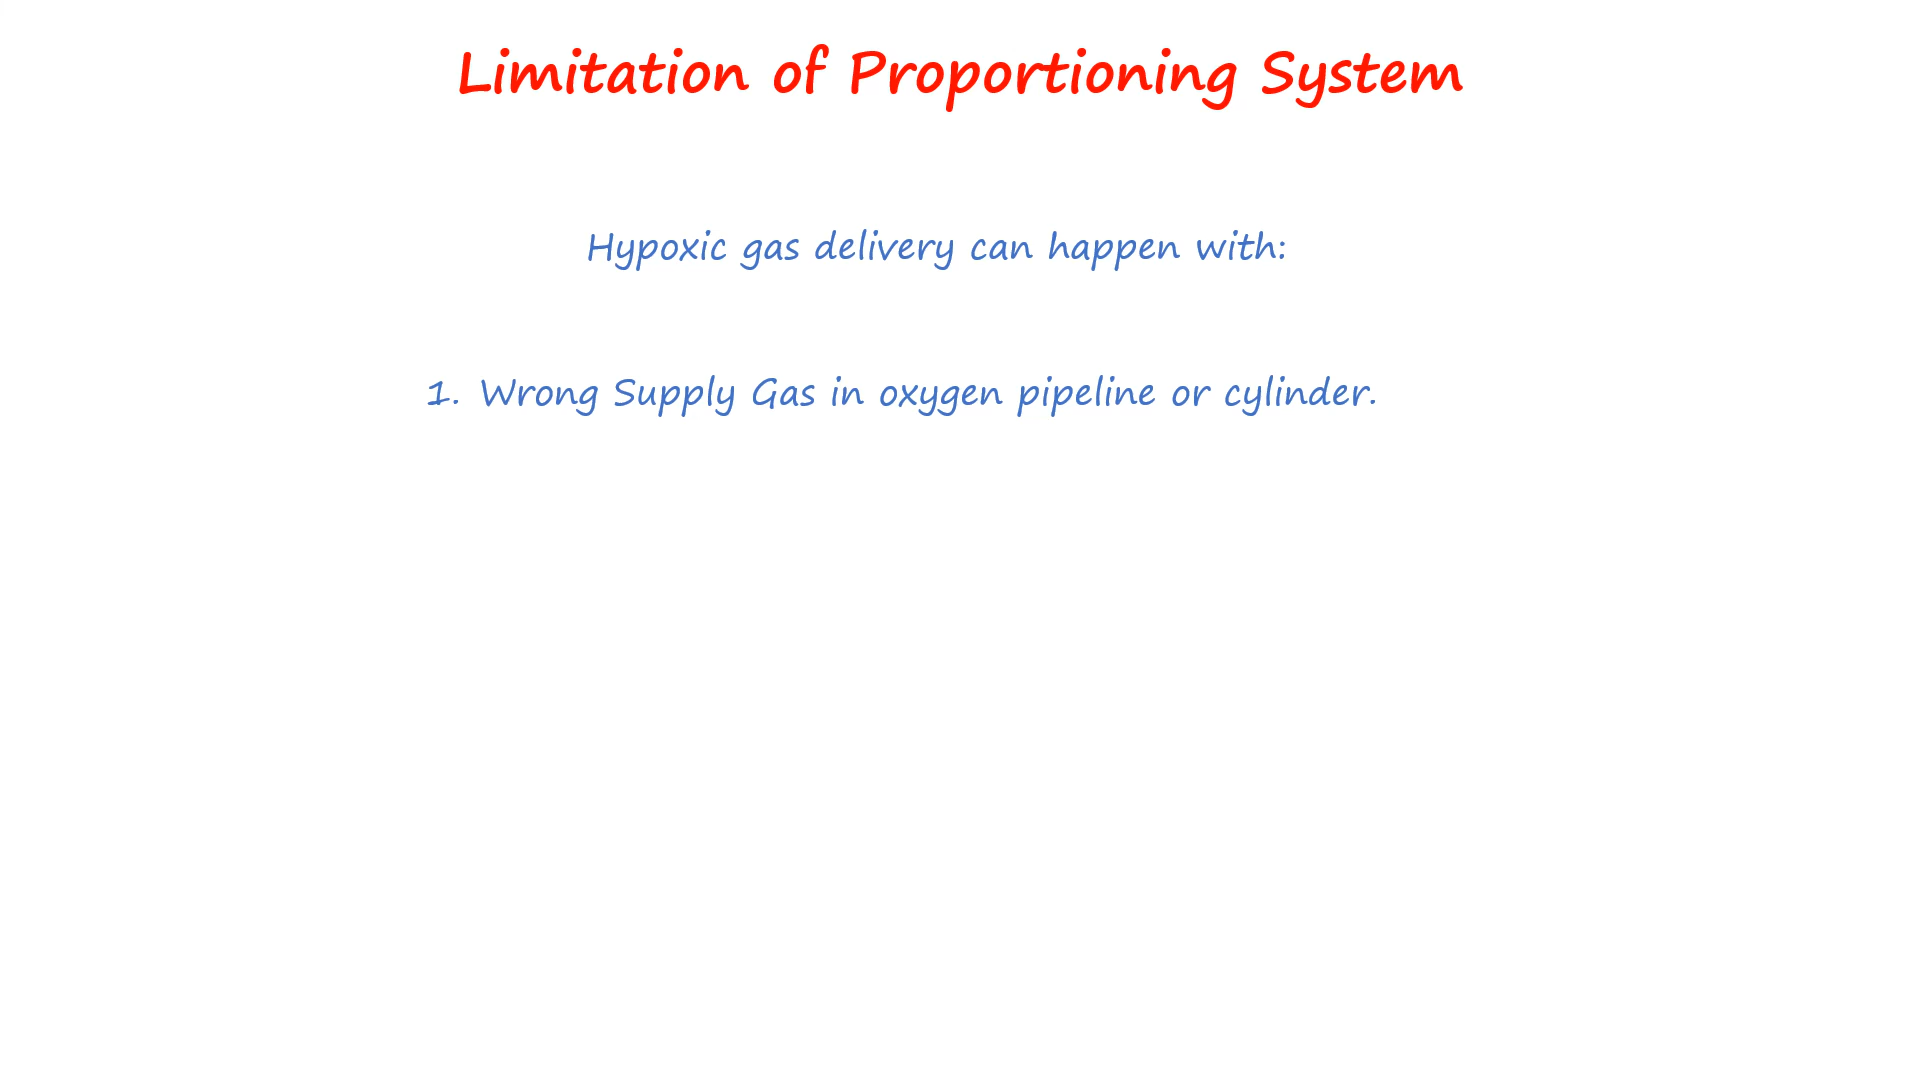 Limitation of Proportioning System
Hypoxic gas delivery can happen with:
1. Wrong Supply Gas in oxygen pipeline or cylinder.